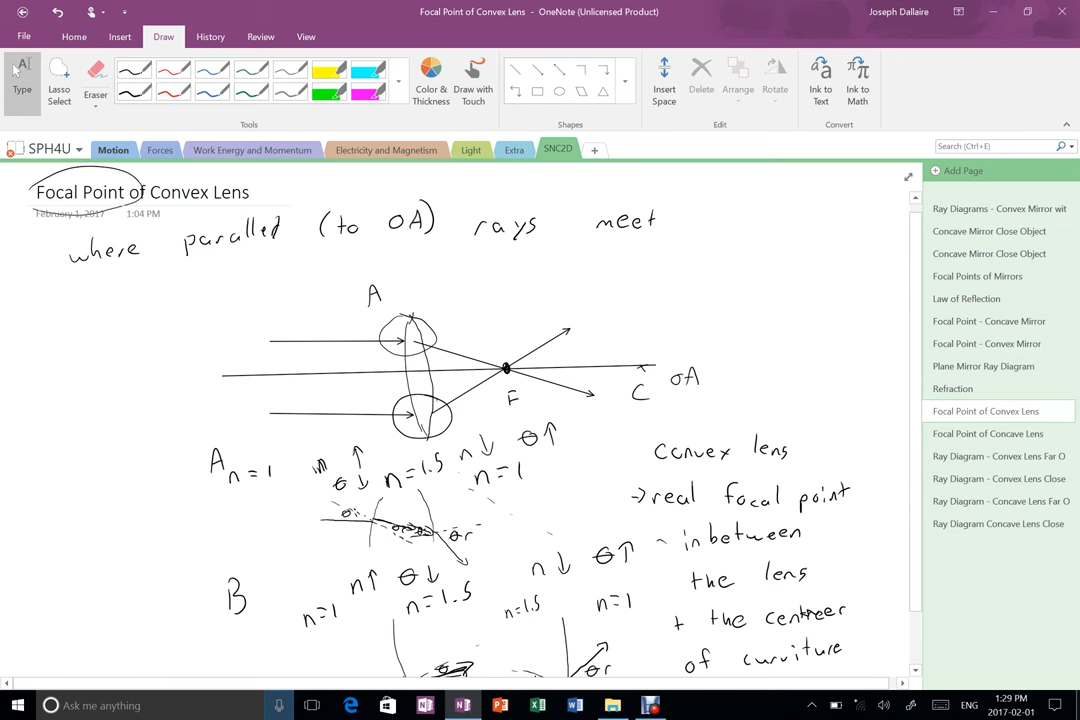 Focal Point of Convex Lens - OneNote (Unlicensed Product)
Joseph Dallaire
File Home Insert Draw History Review View
Type
Lasso Select
Eraser
Color & Thickness
Draw with Touch
Insert Space
Delete
Arrange
Rotate
Ink to Text
Ink to Math
Tools
Shapes
Edit
Convert
SPH4U
Motion Forces Work Energy and Momentum Electricity and Magnetism Light Extra SNC2D
Search (Ctrl+E)
Add Page
Focal Point of Convex Lens
February 1, 2017 1:04 PM
where paralled (to OA) rays meet
A
F
C OA
A n=1
θ↓ n=1.5
n↓ θ↑
n=1
θi
θr
B
n↑ θ↓
n=1 n=1.5
n↓ θ↑
n=1.5 n=1
θr
convex lens
→real focal point
inbetween
the lens
+ the centreer
of curviture
Ray Diagrams - Convex Mirror wit
Concave Mirror Close Object
Concave Mirror Close Object
Focal Points of Mirrors
Law of Reflection
Focal Point - Concave Mirror
Focal Point - Convex Mirror
Plane Mirror Ray Diagram
Refraction
Focal Point of Convex Lens
Focal Point of Concave Lens
Ray Diagram - Convex Lens Far O
Ray Diagram - Convex Lens Close
Ray Diagram - Concave Lens Far O
Ray Diagram Concave Lens Close
Ask me anything
ENG
1:29 PM
2017-02-01